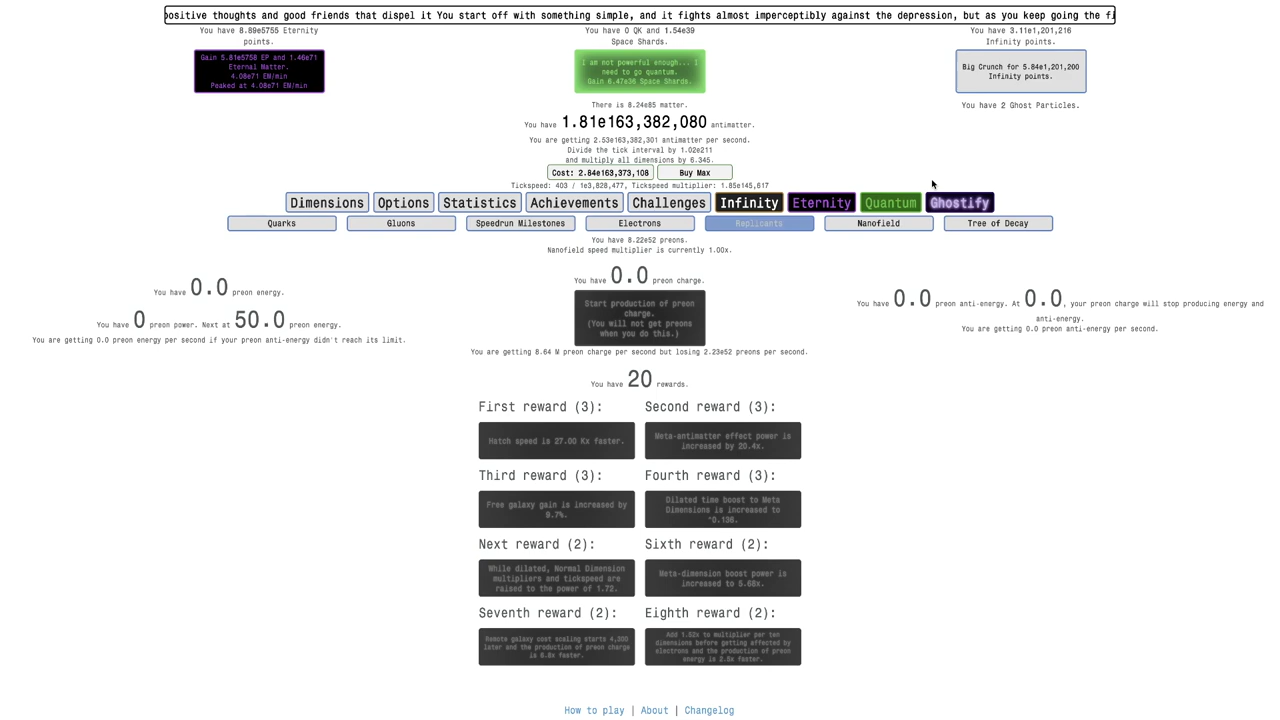 positive thoughts and good friends that dispel it You start off with something simple, and it fights almost imperceptibly against the depression, but as you keep going the
You have 8.89e5755 Eternity points.
Gain 5.81e5758 EP and 1.46e71
Eternal Matter.
4.08e71 EM/min
Peaked at 4.08e71 EM/min
You have 0 QK and 1.54e39
Space Shards.
I am not powerful enough... I
need to go quantum.
Gain 6.47e36 Space Shards.
You have 3.11e1,201,216
Infinity points.
Big Crunch for 5.84e1,201,200
Infinity points.
You have 2 Ghost Particles.
There is 8.24e85 matter.
You have 1.81e163,382,080 antimatter.
You are getting 2.53e163,382,301 antimatter per second.
Divide the tick interval by 1.02e211
and multiply all dimensions by 6.345.
Cost: 2.84e163,373,108
Buy Max
Tickspeed: 403 / 1e3,828,477, Tickspeed multiplier: 1.85e145,617
Dimensions
Options
Statistics
Achievements
Challenges
Infinity
Eternity
Quantum
Ghostify
Quarks
Gluons
Speedrun Milestones
Electrons
Replicants
Nanofield
Tree of Decay
You have 8.22e52 preons.
Nanofield speed multiplier is currently 1.00x.
You have 0.0 preon energy.
You have 0 preon power. Next at 50.0 preon energy.
You are getting 0.0 preon energy per second if your preon anti-energy didn't reach its limit.
You have 0.0 preon charge.
Start production of preon
charge.
(You will not get preons
when you do this.)
You are getting 8.64 M preon charge per second but losing 2.23e52 preons per second.
You have 0.0 preon anti-energy. At 0.0, your preon charge will stop producing energy and
anti-energy.
You are getting 0.0 preon anti-energy per second.
You have 20 rewards.
First reward (3):
Hatch speed is 27.00 Kx faster.
Second reward (3):
Meta-antimatter effect power is
increased by 20.4x.
Third reward (3):
Free galaxy gain is increased by
9.7%.
Fourth reward (3):
Dilated time boost to Meta
Dimensions is increased to
^0.136.
Next reward (2):
While dilated, Normal Dimension
multipliers and tickspeed are
raised to the power of 1.72.
Sixth reward (2):
Meta-dimension boost power is
increased to 5.68x.
Seventh reward (2):
Remote galaxy cost scaling starts 4,300
later and the production of preon charge
is 6.8x faster.
Eighth reward (2):
Add 1.52x to multiplier per ten
dimensions before getting affected by
electrons and the production of preon
energy is 2.5x faster.
How to play | About | Changelog